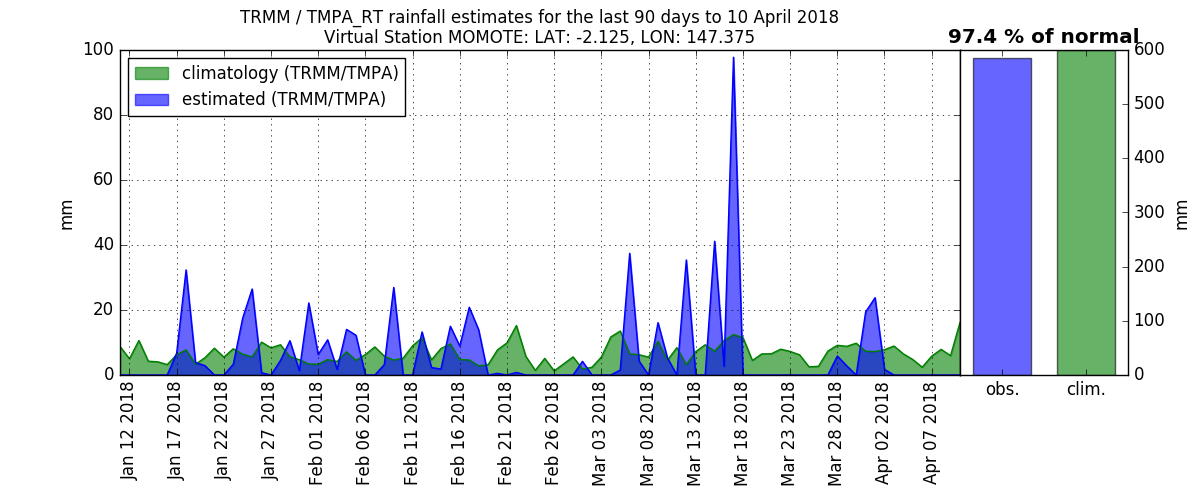 TRMM / TMPA_RT rainfall estimates for the last 90 days to 10 April 2018
Virtual Station MOMOTE: LAT: -2.125, LON: 147.375
97.4 % of normal
climatology (TRMM/TMPA)
estimated (TRMM/TMPA)
100
80
60
40
20
0
mm
600
500
400
300
200
100
0
mm
Jan 12 2018
Jan 17 2018
Jan 22 2018
Jan 27 2018
Feb 01 2018
Feb 06 2018
Feb 11 2018
Feb 16 2018
Feb 21 2018
Feb 26 2018
Mar 03 2018
Mar 08 2018
Mar 13 2018
Mar 18 2018
Mar 23 2018
Mar 28 2018
Apr 02 2018
Apr 07 2018
obs.
clim.